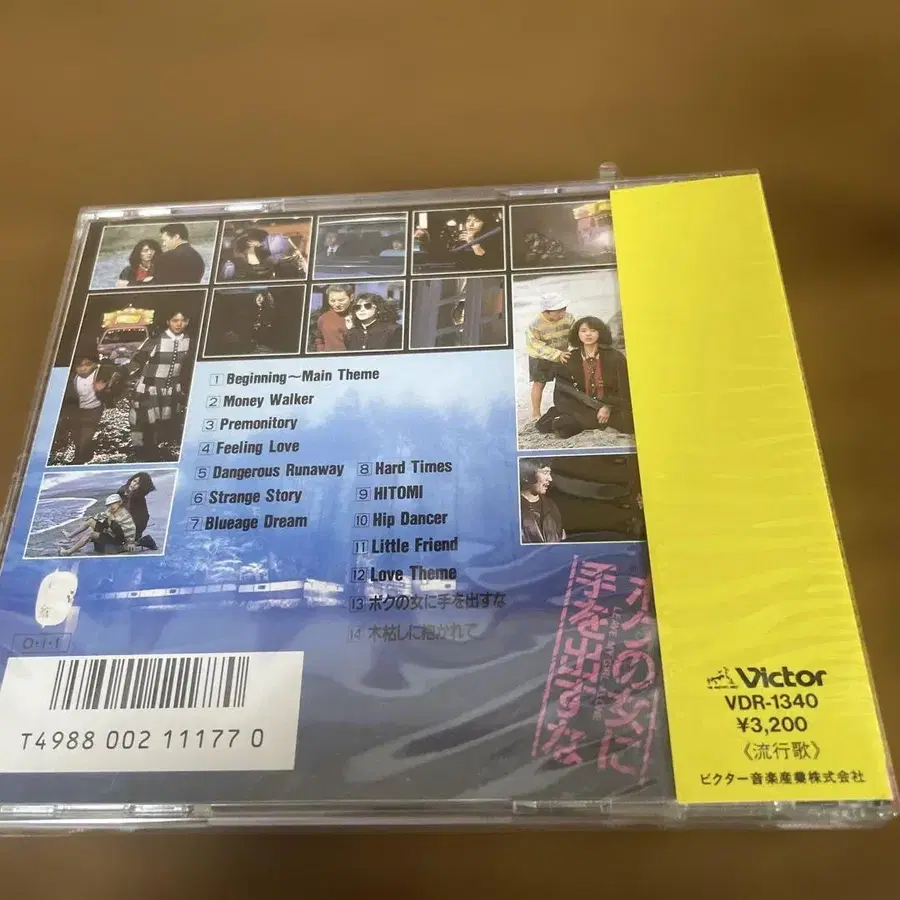 1 Beginning~Main Theme
2 Money Walker
3 Premonitory
4 Feeling Love
5 Dangerous Runaway
6 Strange Story
7 Blueage Dream
8 Hard Times
9 HITOMI
10 Hip Dancer
11 Little Friend
12 Love Theme
13 ボクの女に手を出すな
14 木枯しに抱かれて
ボクの女に
手を出すな
T4988 002 11177 0
Victor
VDR-1340
¥3,200
《流行歌》
ビクター音楽産業株式会社